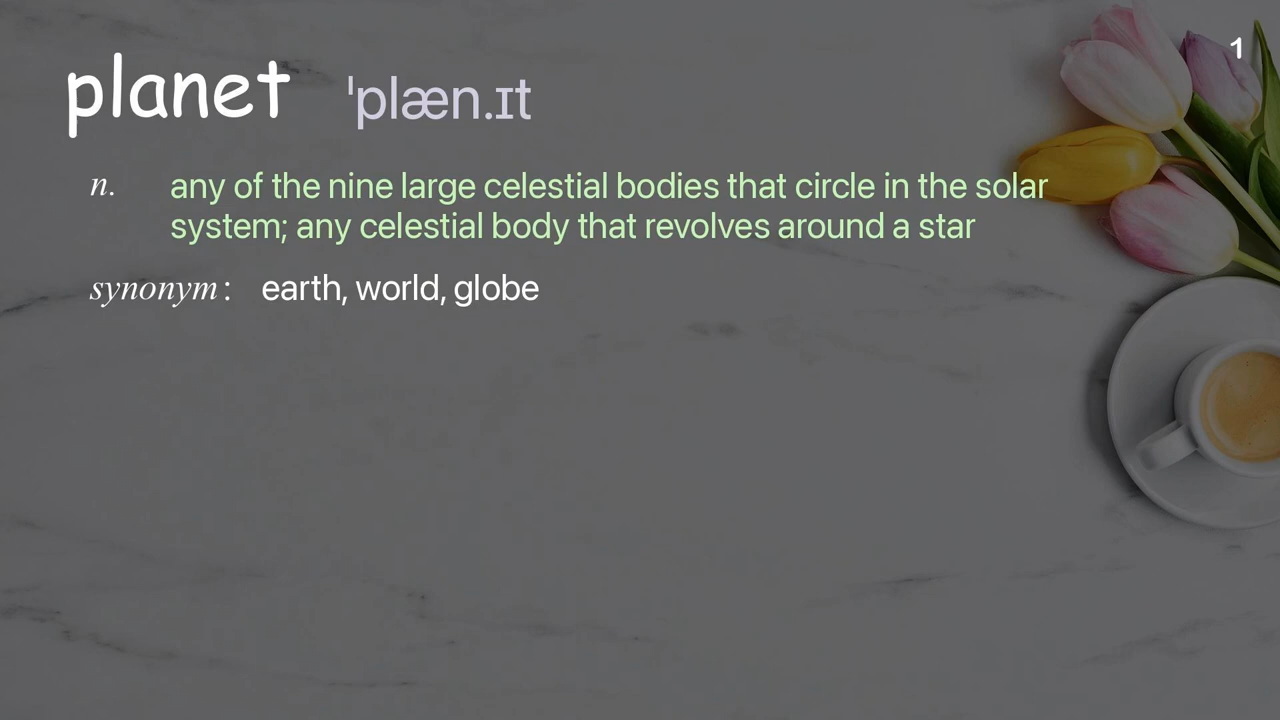 1
planet ˈplæn.ɪt
n. any of the nine large celestial bodies that circle in the solar
system; any celestial body that revolves around a star
synonym: earth, world, globe